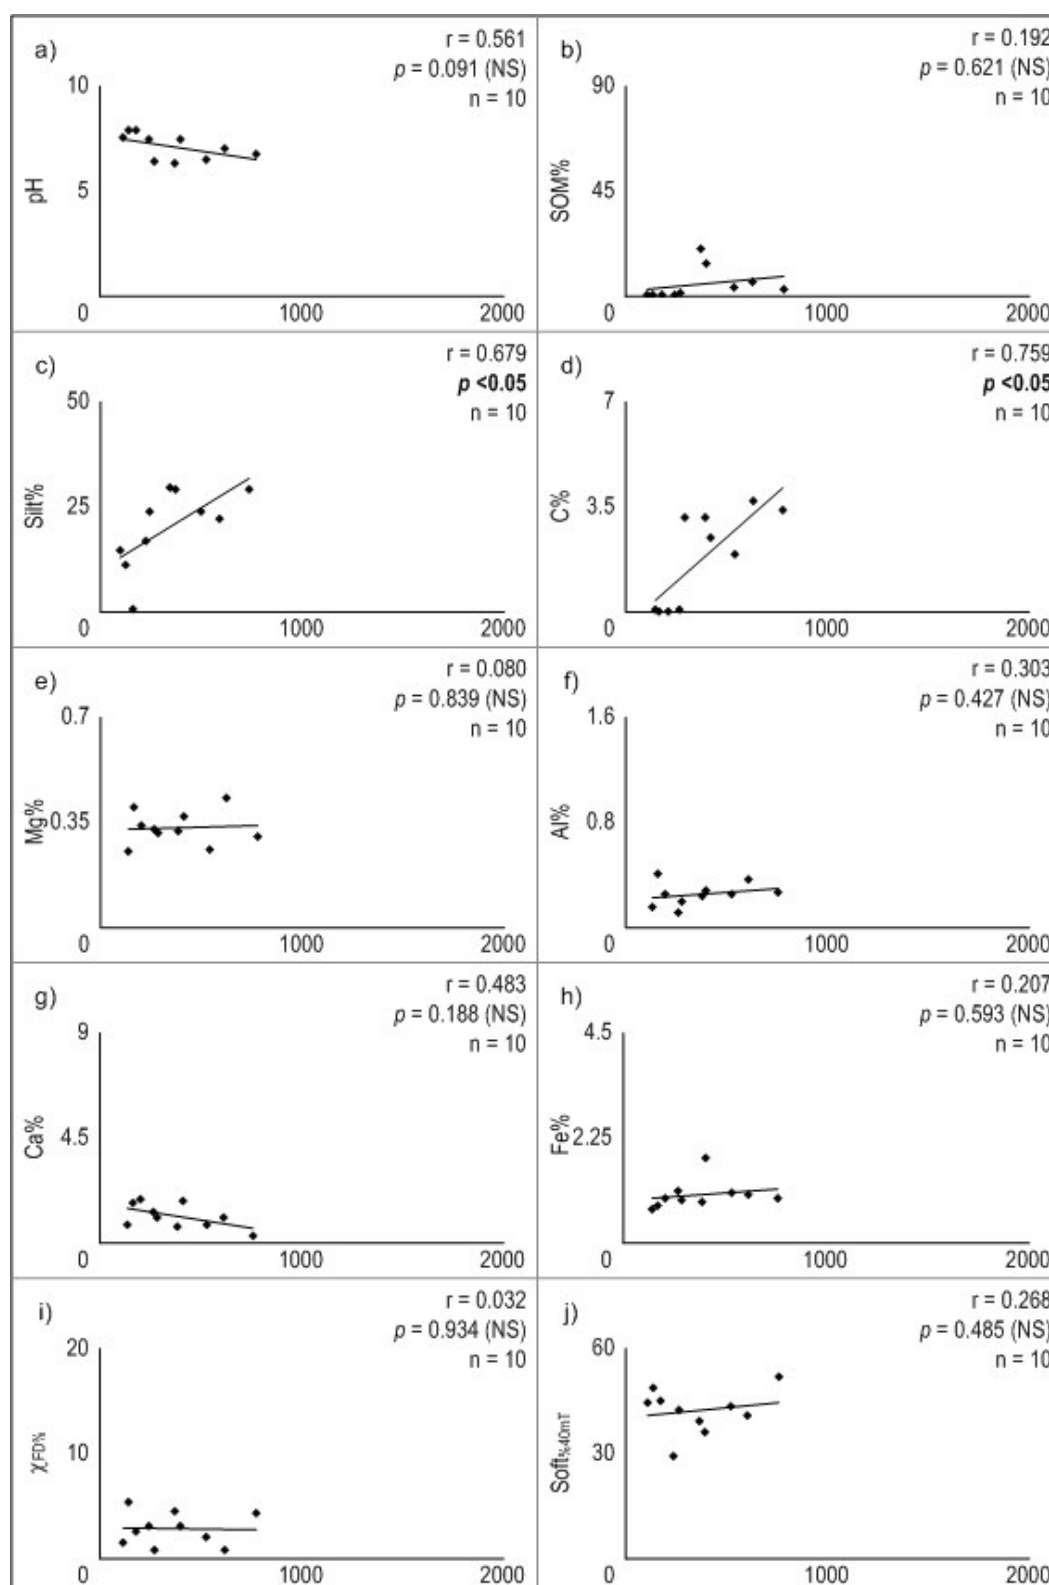 a)
r = 0.561
p = 0.091 (NS)
n = 10
10
5
0
pH
1000
2000
b)
r = 0.192
p = 0.621 (NS)
n = 10
90
45
0
SOM%
1000
2000
c)
r = 0.679
p <0.05
n = 10
50
25
0
Silt%
1000
2000
d)
r = 0.759
p <0.05
n = 10
7
3.5
0
C%
1000
2000
e)
r = 0.080
p = 0.839 (NS)
n = 10
0.7
0.35
0
Mg%
1000
2000
f)
r = 0.303
p = 0.427 (NS)
n = 10
1.6
0.8
0
Al%
1000
2000
g)
r = 0.483
p = 0.188 (NS)
n = 10
9
4.5
0
Ca%
1000
2000
h)
r = 0.207
p = 0.593 (NS)
n = 10
4.5
2.25
0
Fe%
1000
2000
i)
r = 0.032
p = 0.934 (NS)
n = 10
20
10
0
χFD%
1000
2000
j)
r = 0.268
p = 0.485 (NS)
n = 10
60
30
0
Soft%40mT
1000
2000